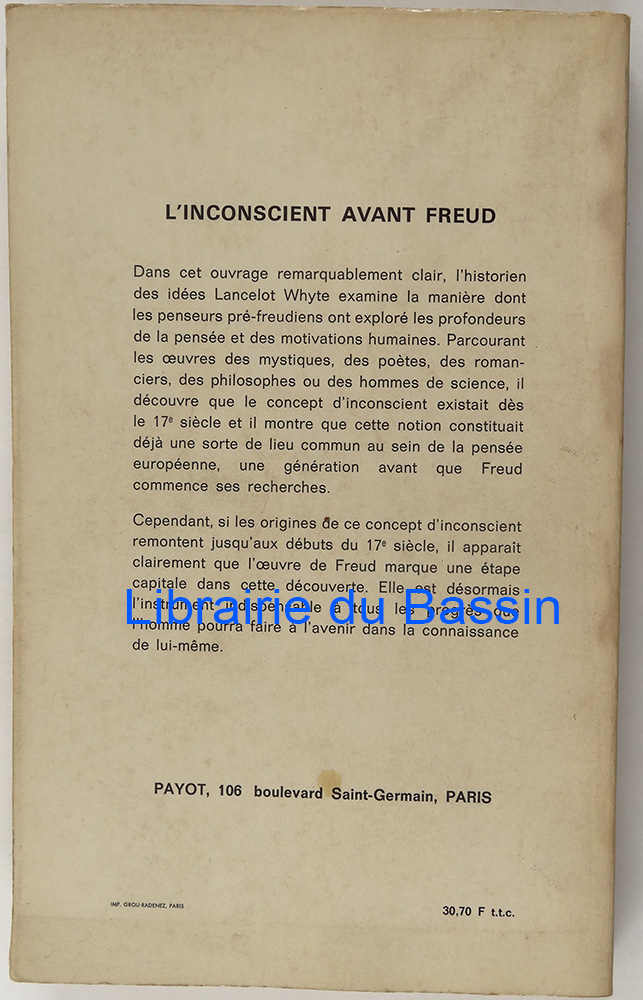 L'INCONSCIENT AVANT FREUD
Dans cet ouvrage remarquablement clair, l'historien
des idées Lancelot Whyte examine la manière dont
les penseurs pré-freudiens ont exploré les profondeurs
de la pensée et des motivations humaines. Parcourant
les œuvres des mystiques, des poètes, des roman-
ciers, des philosophes ou des hommes de science, il
découvre que le concept d'inconscient existait dès
le 17e siècle et il montre que cette notion constituait
déjà une sorte de lieu commun au sein de la pensée
européenne, une génération avant que Freud
commence ses recherches.
Cependant, si les origines de ce concept d'inconscient
remontent jusqu'aux débuts du 17e siècle, il apparaît
clairement que l'œuvre de Freud marque une étape
capitale dans cette découverte. Elle est désormais
Librairie du Bassin
l'instrument indispensable à tous les progrès que
l'homme pourra faire à l'avenir dans la connaissance
de lui-même.
PAYOT, 106 boulevard Saint-Germain, PARIS
IMP. GROU-RADENEZ, PARIS
30,70 F t.t.c.